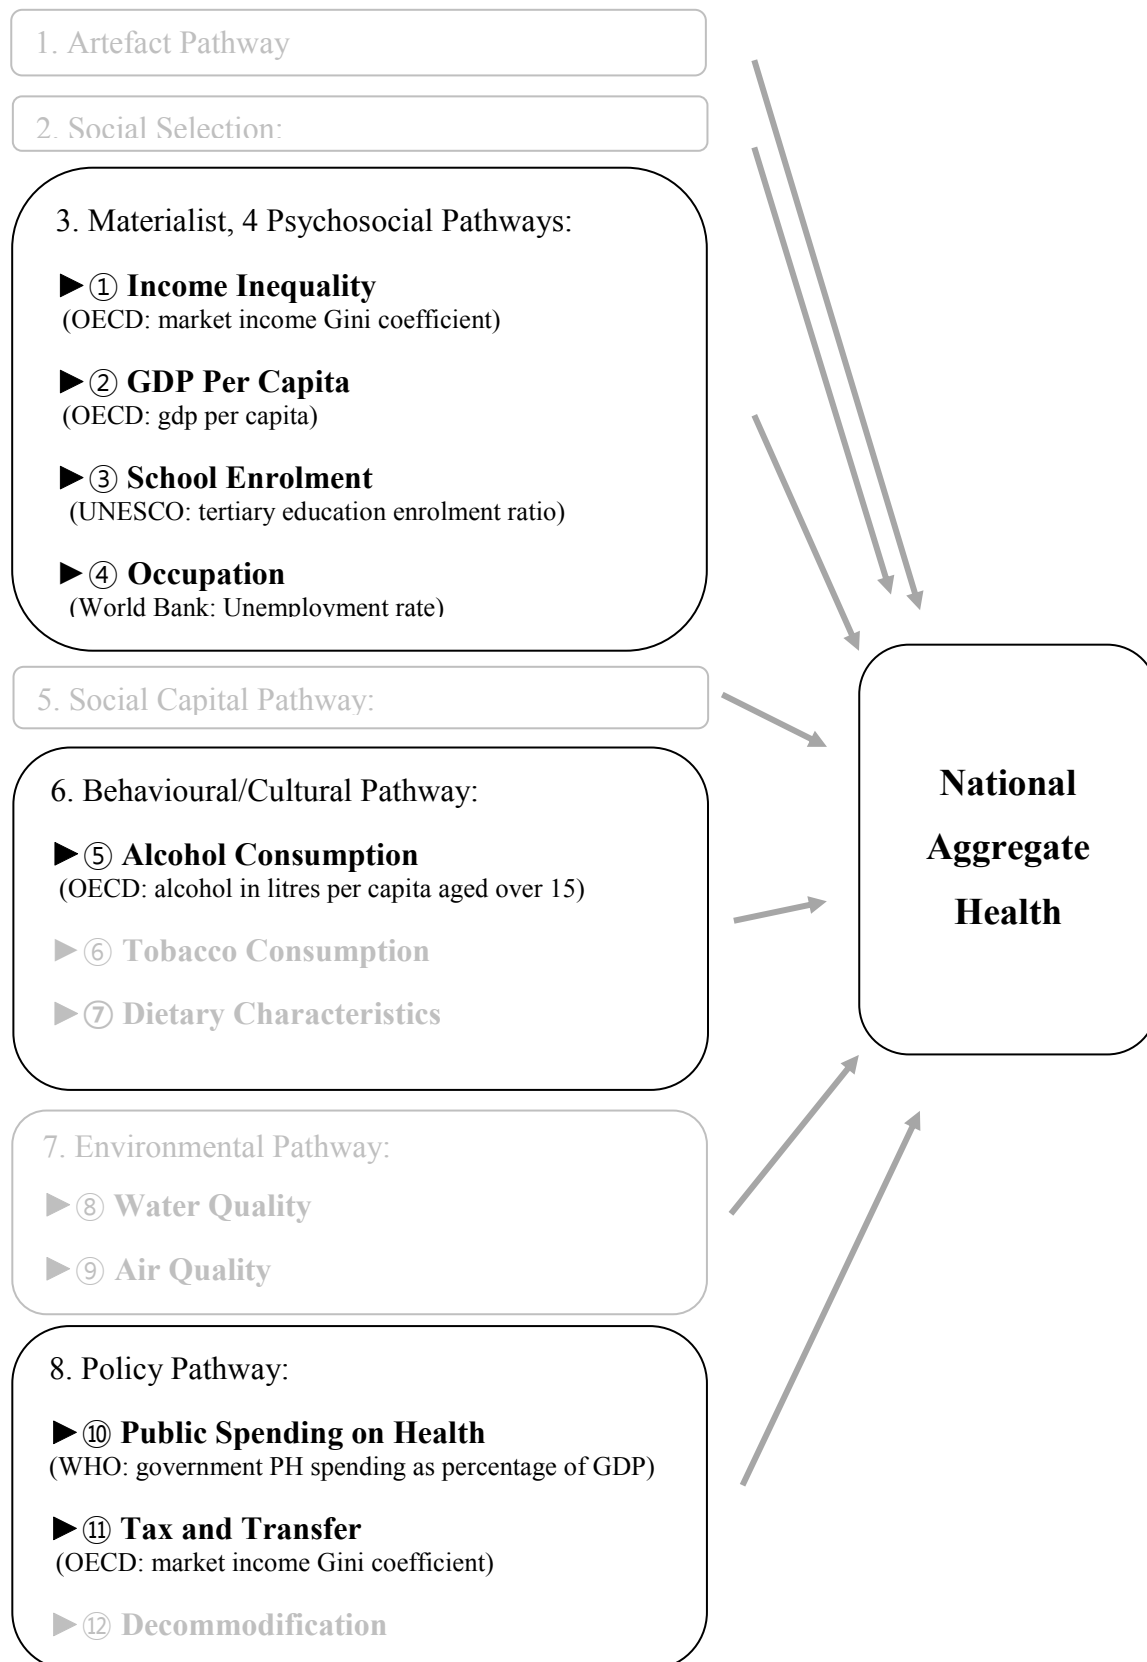 1. Artefact Pathway
2. Social Selection:
3. Materialist, 4 Psychosocial Pathways:
►① Income Inequality
(OECD: market income Gini coefficient)
►② GDP Per Capita
(OECD: gdp per capita)
►③ School Enrolment
(UNESCO: tertiary education enrolment ratio)
►④ Occupation
(World Bank: Unemployment rate)
5. Social Capital Pathway:
6. Behavioural/Cultural Pathway:
►⑤ Alcohol Consumption
(OECD: alcohol in litres per capita aged over 15)
►⑥ Tobacco Consumption
►⑦ Dietary Characteristics
National
Aggregate
Health
7. Environmental Pathway:
►⑧ Water Quality
►⑨ Air Quality
8. Policy Pathway:
►⑩ Public Spending on Health
(WHO: government PH spending as percentage of GDP)
►⑪ Tax and Transfer
(OECD: market income Gini coefficient)
►⑫ Decommodification